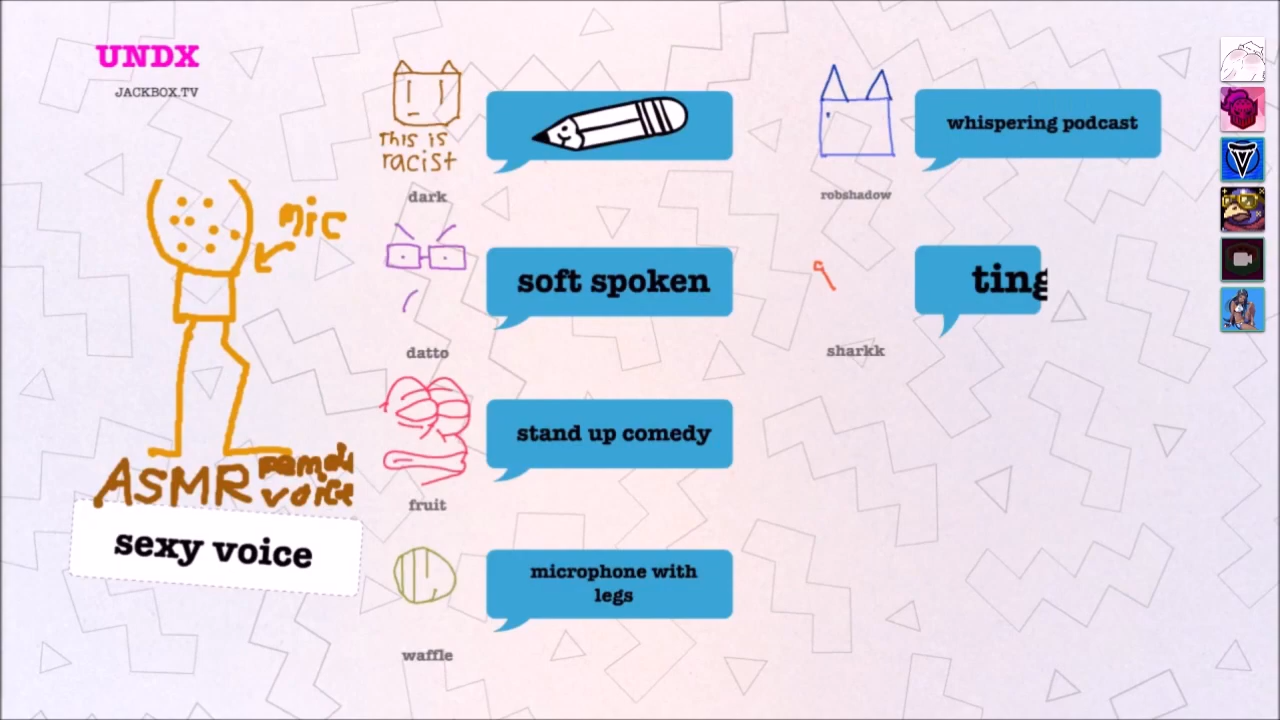 UNDX
JACKBOX.TV
mic
ASMR
voice
sexy voice
This is
racist
dark
soft spoken
datto
stand up comedy
fruit
microphone with
legs
waffle
whispering podcast
robshadow
ting
sharkk